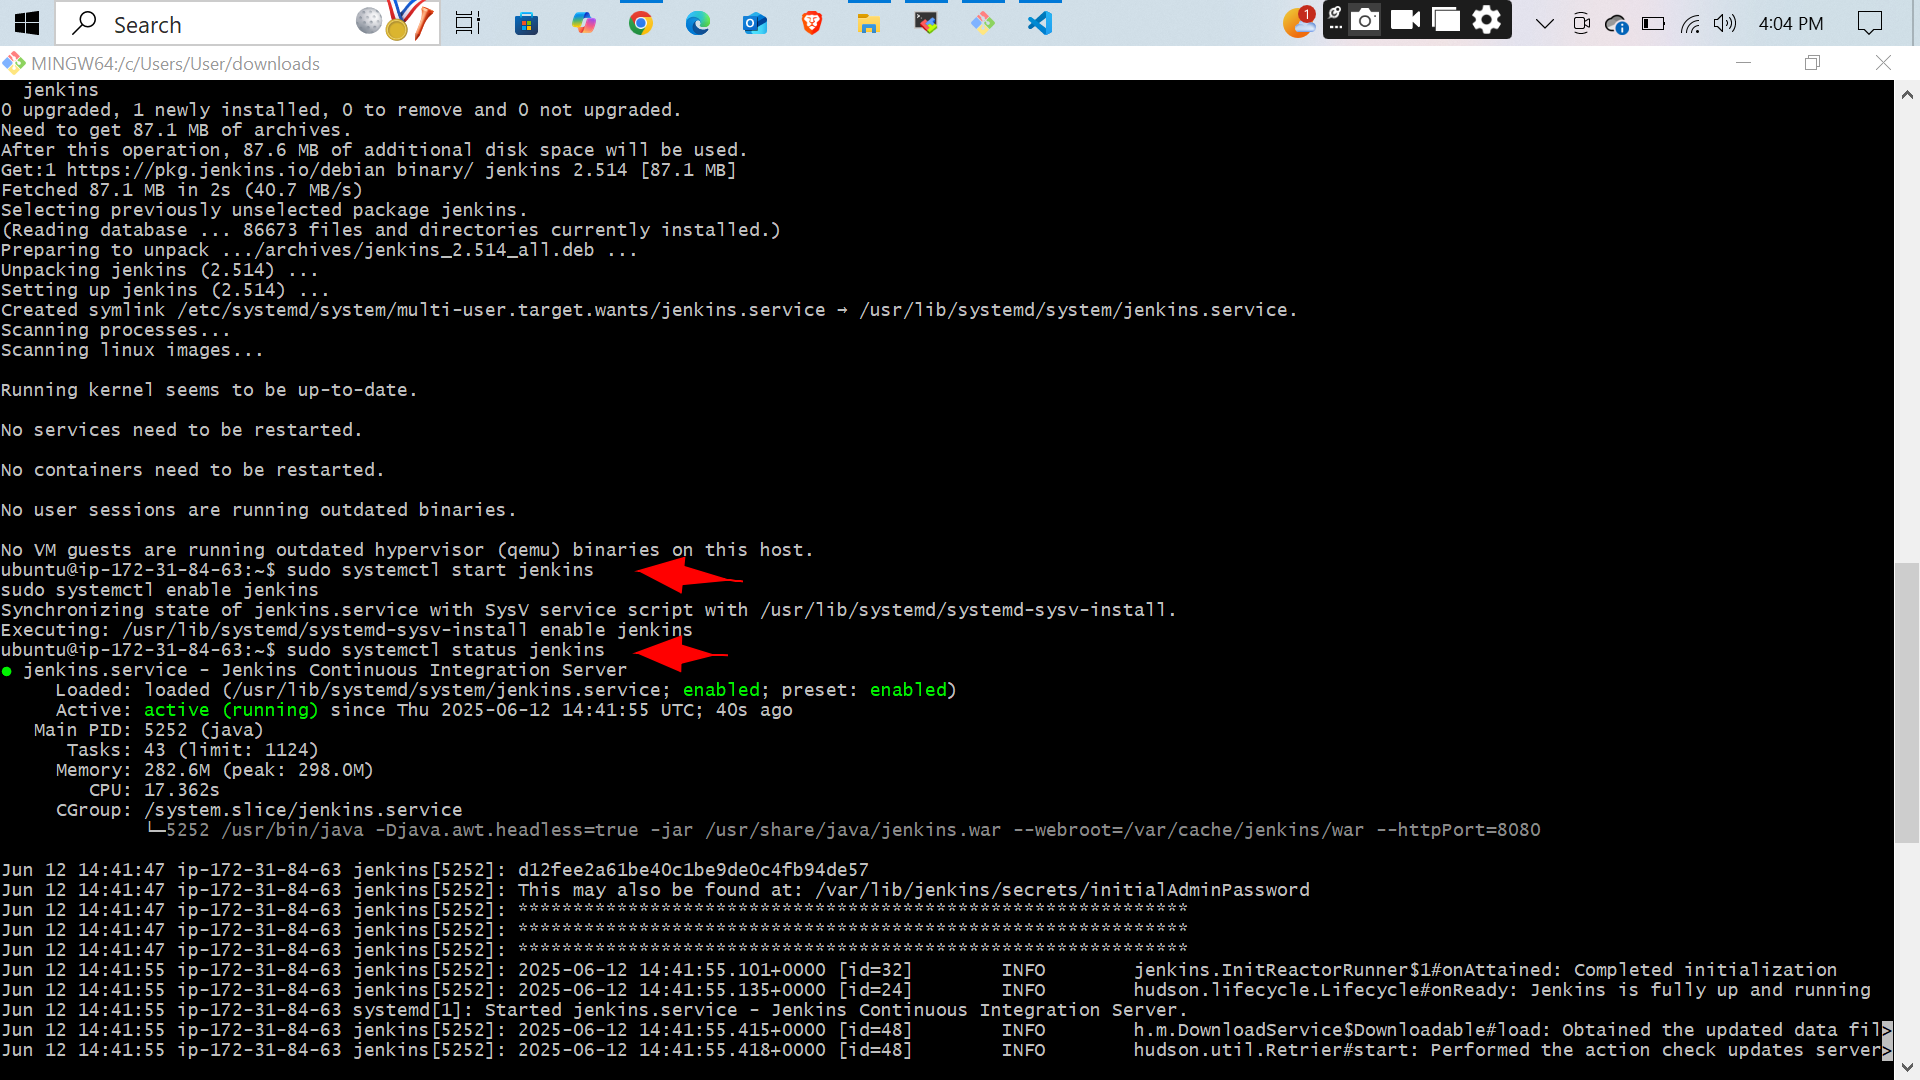 Search
1
4:04 PM
MINGW64:/c/Users/User/downloads
jenkins
0 upgraded, 1 newly installed, 0 to remove and 0 not upgraded.
Need to get 87.1 MB of archives.
After this operation, 87.6 MB of additional disk space will be used.
Get:1 https://pkg.jenkins.io/debian binary/ jenkins 2.514 [87.1 MB]
Fetched 87.1 MB in 2s (40.7 MB/s)
Selecting previously unselected package jenkins.
(Reading database ... 86673 files and directories currently installed.)
Preparing to unpack .../archives/jenkins_2.514_all.deb ...
Unpacking jenkins (2.514) ...
Setting up jenkins (2.514) ...
Created symlink /etc/systemd/system/multi-user.target.wants/jenkins.service → /usr/lib/systemd/system/jenkins.service.
Scanning processes...
Scanning linux images...
Running kernel seems to be up-to-date.
No services need to be restarted.
No containers need to be restarted.
No user sessions are running outdated binaries.
No VM guests are running outdated hypervisor (qemu) binaries on this host.
ubuntu@ip-172-31-84-63:~$ sudo systemctl start jenkins
sudo systemctl enable jenkins
Synchronizing state of jenkins.service with SysV service script with /usr/lib/systemd/systemd-sysv-install.
Executing: /usr/lib/systemd/systemd-sysv-install enable jenkins
ubuntu@ip-172-31-84-63:~$ sudo systemctl status jenkins
● jenkins.service - Jenkins Continuous Integration Server
Loaded: loaded (/usr/lib/systemd/system/jenkins.service; enabled; preset: enabled)
Active: active (running) since Thu 2025-06-12 14:41:55 UTC; 40s ago
Main PID: 5252 (java)
Tasks: 43 (limit: 1124)
Memory: 282.6M (peak: 298.0M)
CPU: 17.362s
CGroup: /system.slice/jenkins.service
└─5252 /usr/bin/java -Djava.awt.headless=true -jar /usr/share/java/jenkins.war --webroot=/var/cache/jenkins/war --httpPort=8080
Jun 12 14:41:47 ip-172-31-84-63 jenkins[5252]: d12fee2a61be40c1be9de0c4fb94de57
Jun 12 14:41:47 ip-172-31-84-63 jenkins[5252]: This may also be found at: /var/lib/jenkins/secrets/initialAdminPassword
Jun 12 14:41:47 ip-172-31-84-63 jenkins[5252]: *************************************************************
Jun 12 14:41:47 ip-172-31-84-63 jenkins[5252]: *************************************************************
Jun 12 14:41:47 ip-172-31-84-63 jenkins[5252]: *************************************************************
Jun 12 14:41:55 ip-172-31-84-63 jenkins[5252]: 2025-06-12 14:41:55.101+0000 [id=32] INFO jenkins.InitReactorRunner$1#onAttained: Completed initialization
Jun 12 14:41:55 ip-172-31-84-63 jenkins[5252]: 2025-06-12 14:41:55.135+0000 [id=24] INFO hudson.lifecycle.Lifecycle#onReady: Jenkins is fully up and running
Jun 12 14:41:55 ip-172-31-84-63 systemd[1]: Started jenkins.service - Jenkins Continuous Integration Server.
Jun 12 14:41:55 ip-172-31-84-63 jenkins[5252]: 2025-06-12 14:41:55.415+0000 [id=48] INFO h.m.DownloadService$Downloadable#load: Obtained the updated data fil>
Jun 12 14:41:55 ip-172-31-84-63 jenkins[5252]: 2025-06-12 14:41:55.418+0000 [id=48] INFO hudson.util.Retrier#start: Performed the action check updates server>